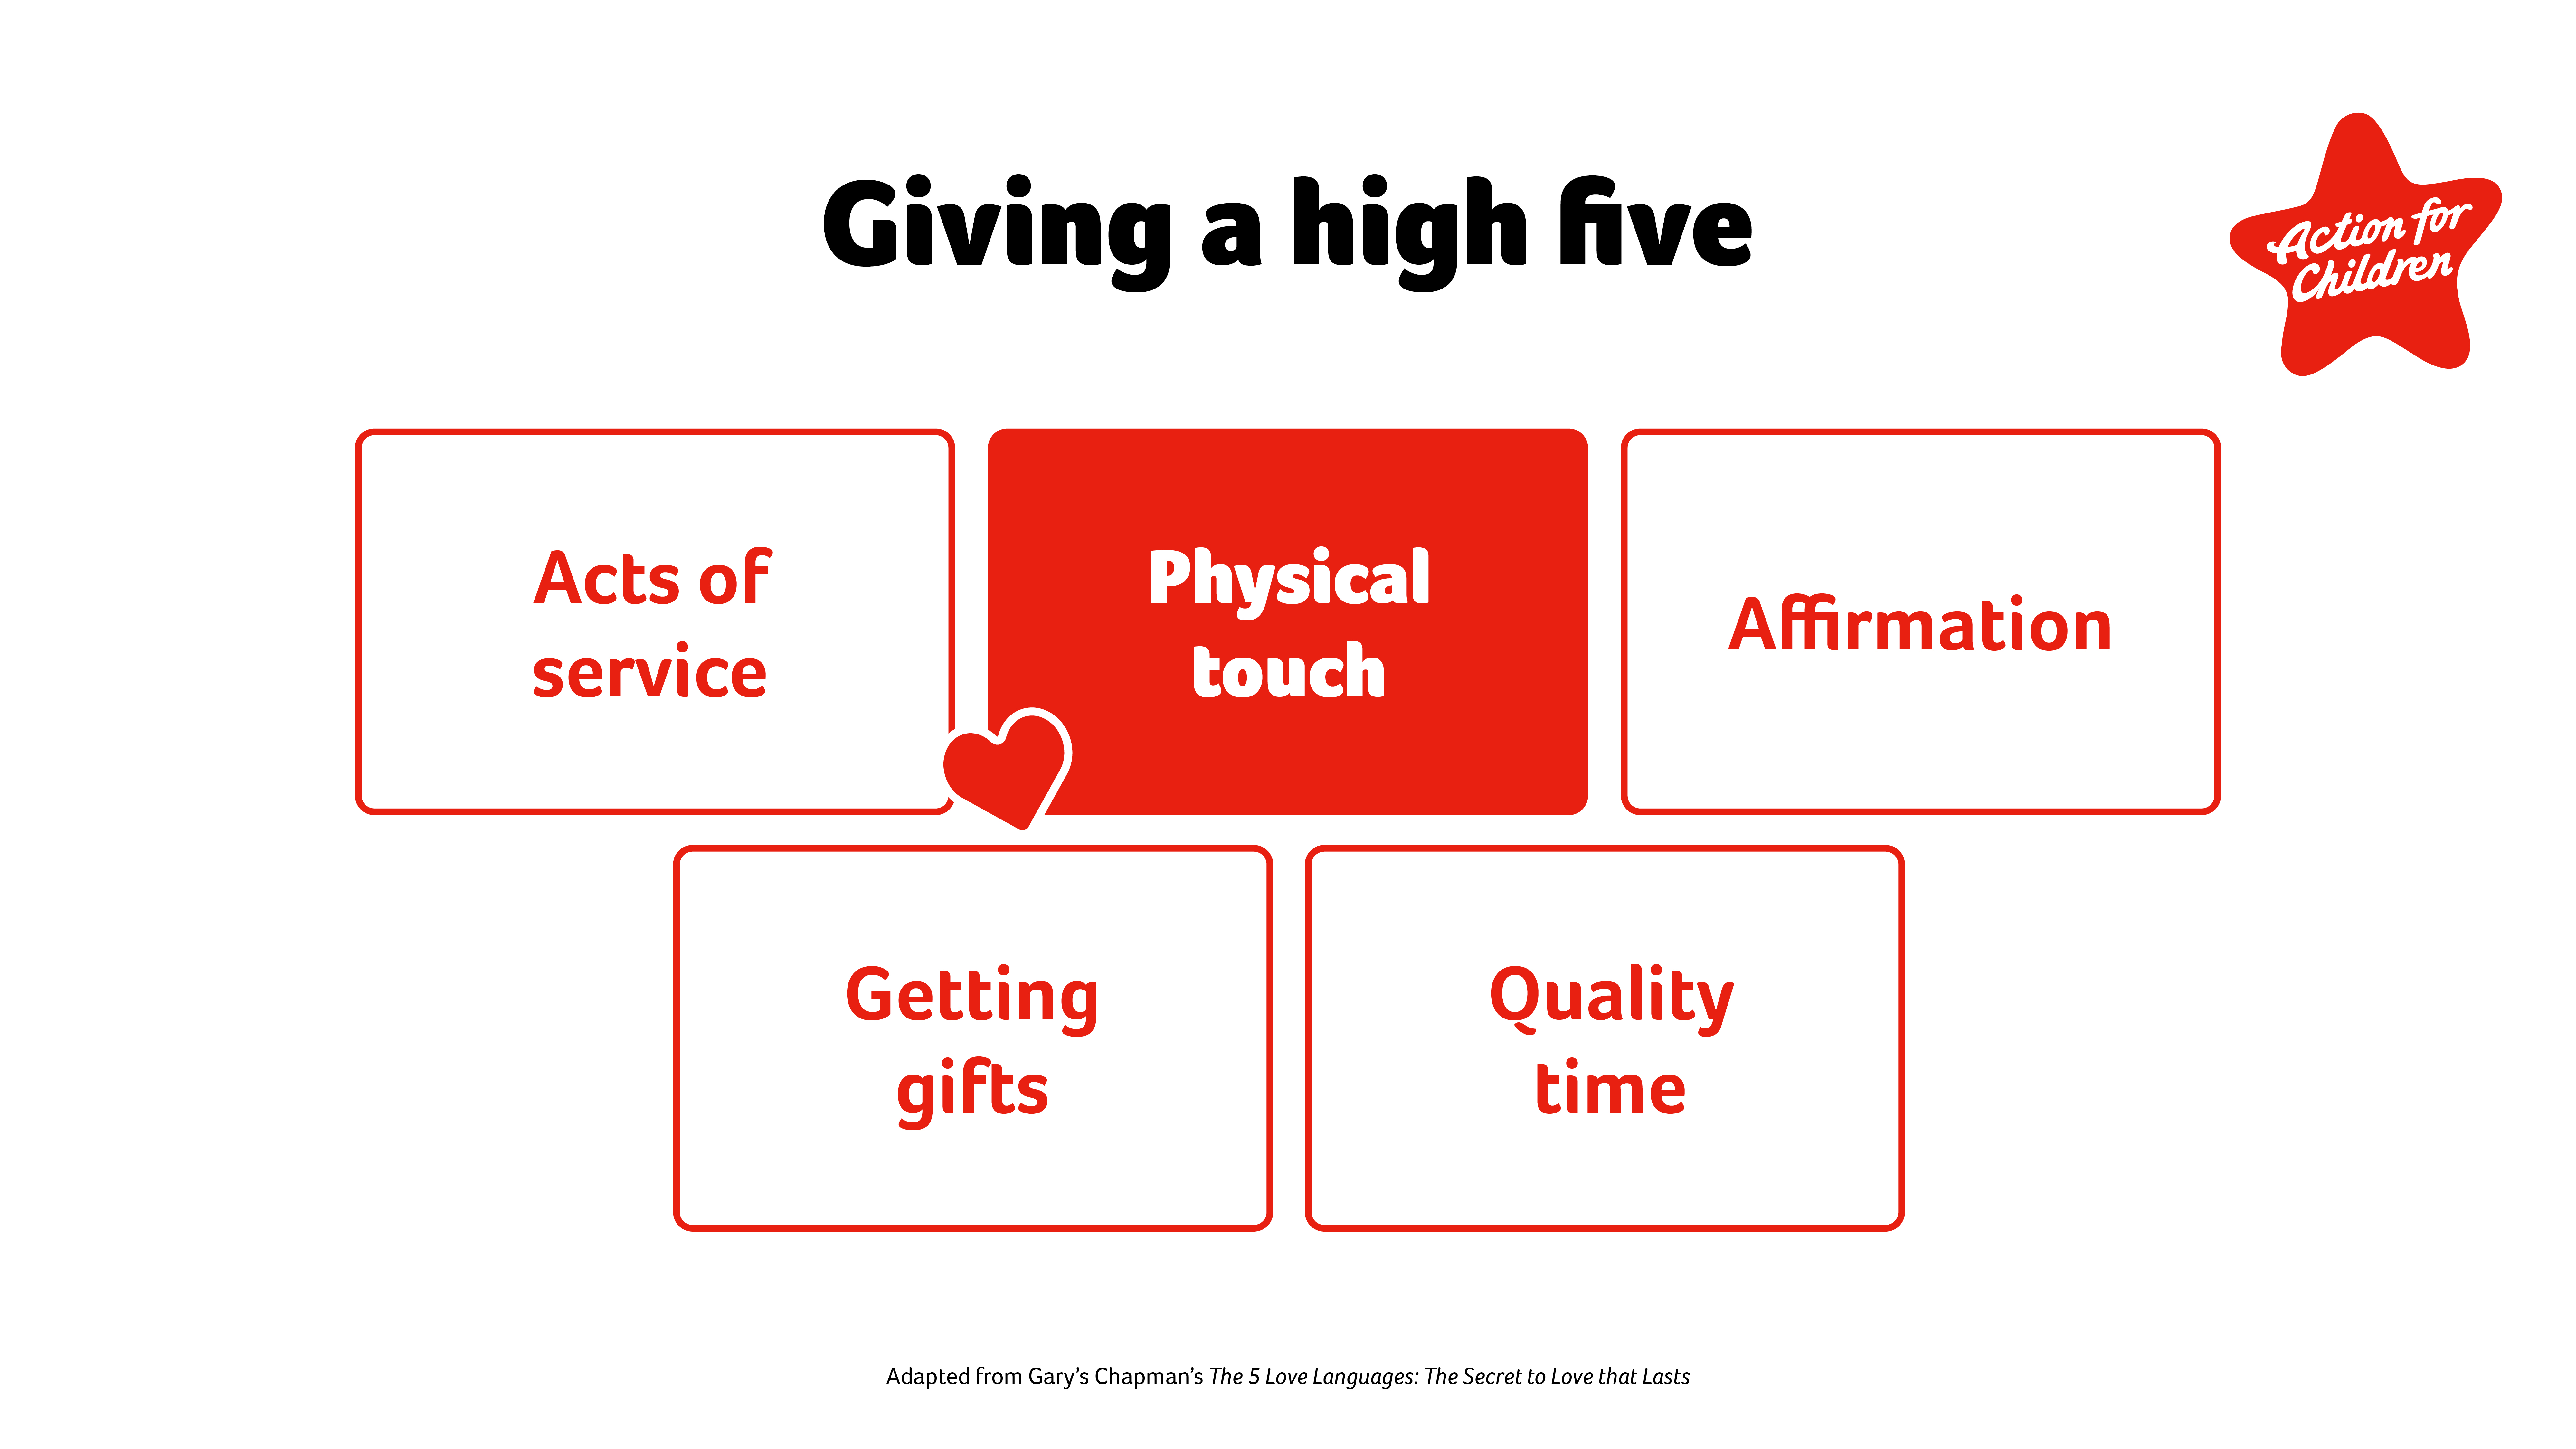 Giving a high five
Action for
Children
Acts of
service
Physical
touch
Affirmation
Getting
gifts
Quality
time
Adapted from Gary’s Chapman’s The 5 Love Languages: The Secret to Love that Lasts